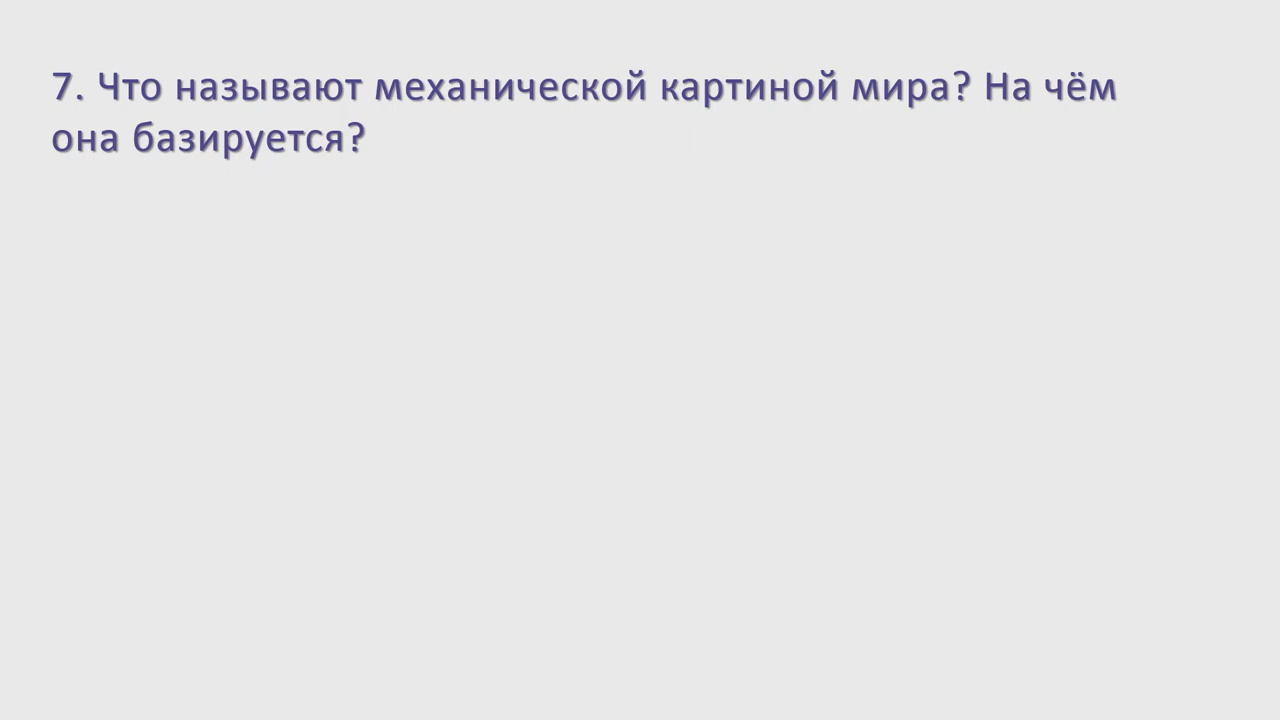 7. Что называют механической картиной мира? На чём
она базируется?